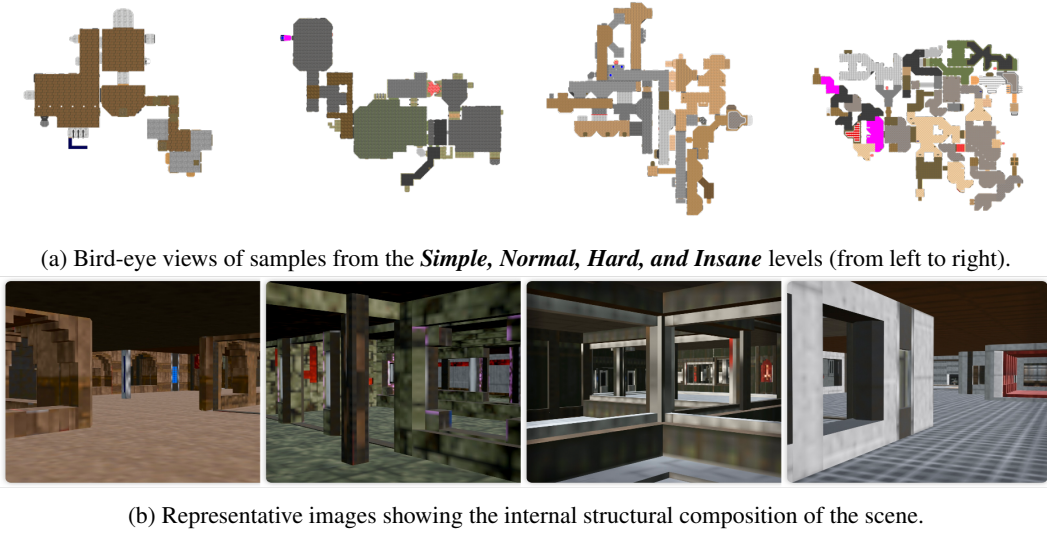 (a) Bird-eye views of samples from the Simple, Normal, Hard, and Insane levels (from left to right).
(b) Representative images showing the internal structural composition of the scene.